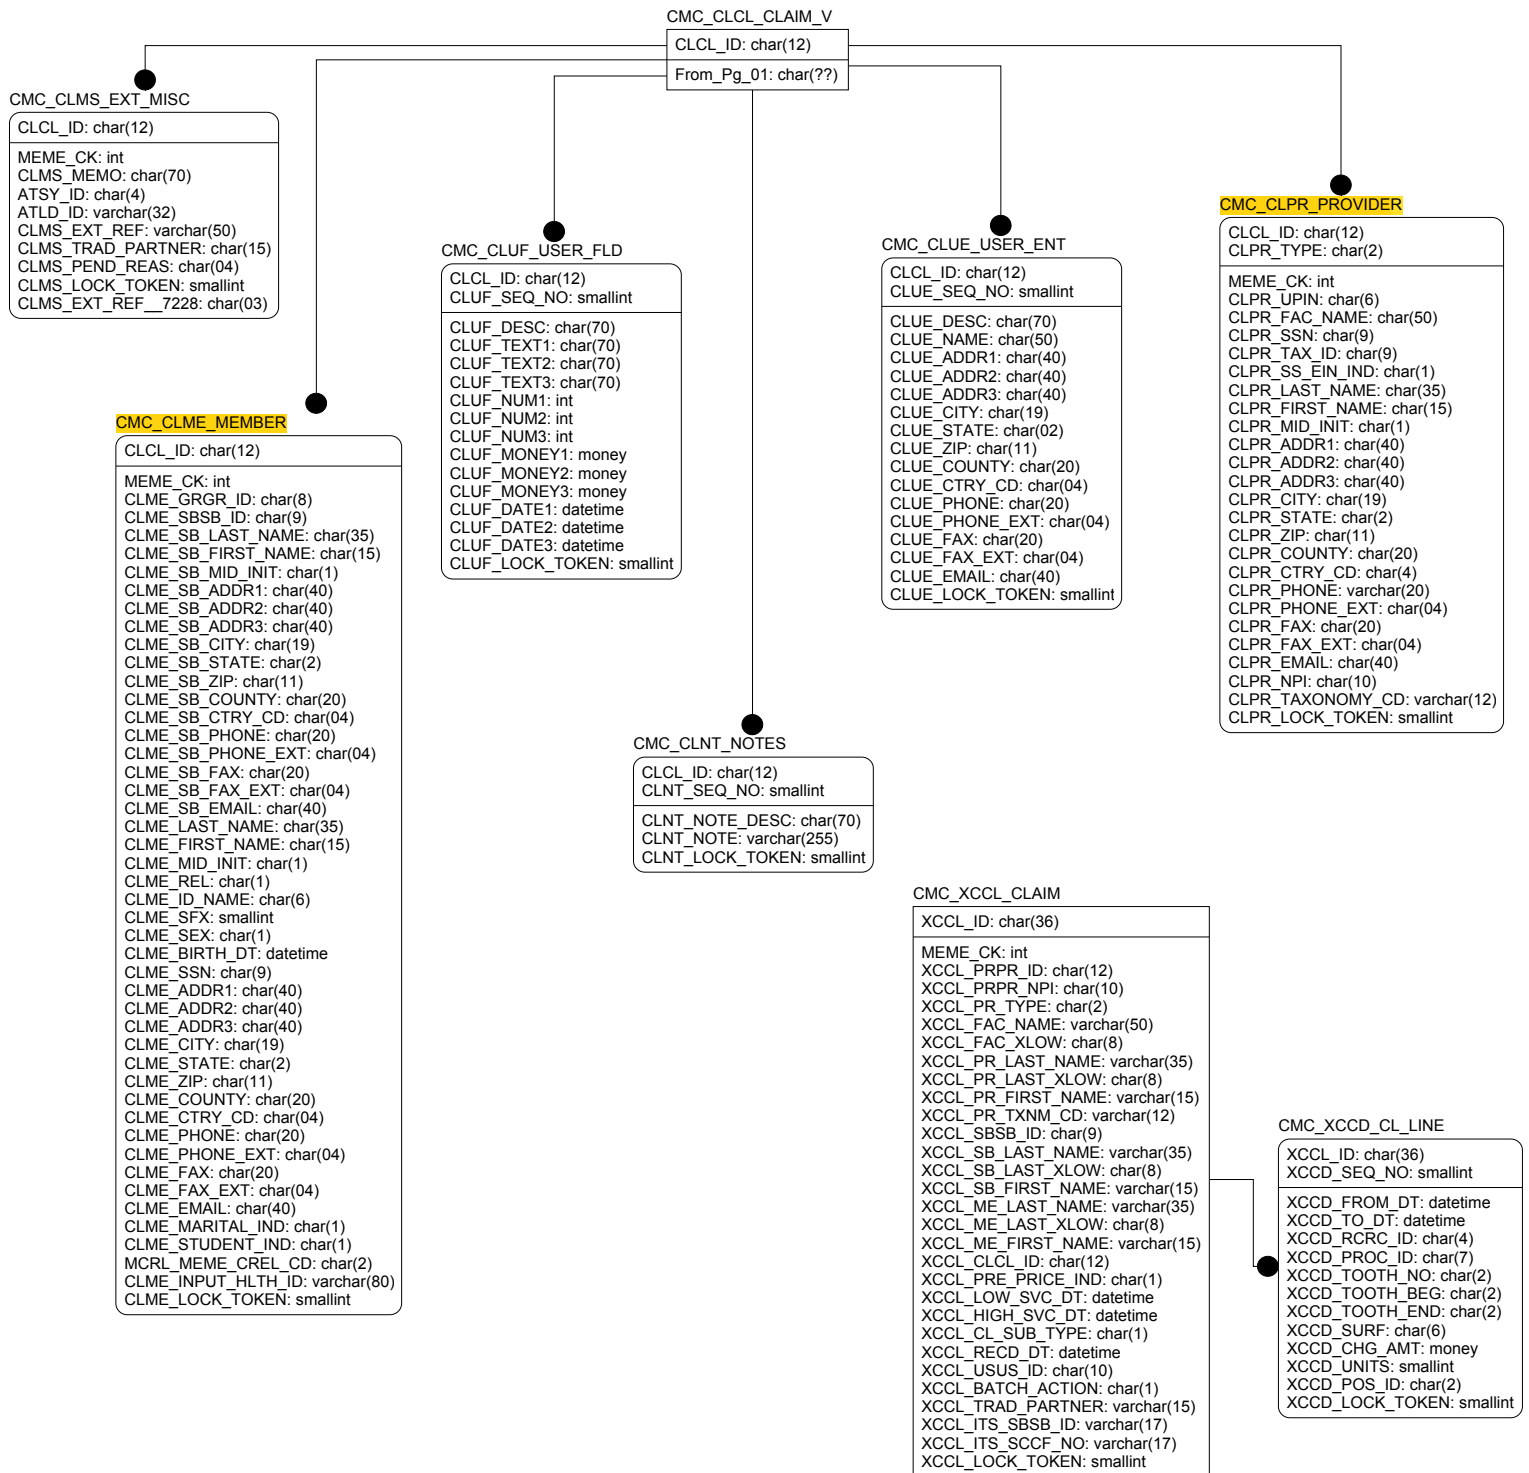 CMC_CLCL_CLAIM_V
CLCL_ID: char(12)
From_Pg_01: char(??)
CMC_CLMS_EXT_MISC
CLCL_ID: char(12)
MEME_CK: int
CLMS_MEMO: char(70)
ATSY_ID: char(4)
ATLD_ID: varchar(32)
CLMS_EXT_REF: varchar(50)
CLMS_TRAD_PARTNER: char(15)
CLMS_PEND_REAS: char(04)
CLMS_LOCK_TOKEN: smallint
CLMS_EXT_REF__7228: char(03)
CMC_CLME_MEMBER
CLCL_ID: char(12)
MEME_CK: int
CLME_GRGR_ID: char(8)
CLME_SBSB_ID: char(9)
CLME_SB_LAST_NAME: char(35)
CLME_SB_FIRST_NAME: char(15)
CLME_SB_MID_INIT: char(1)
CLME_SB_ADDR1: char(40)
CLME_SB_ADDR2: char(40)
CLME_SB_ADDR3: char(40)
CLME_SB_CITY: char(19)
CLME_SB_STATE: char(2)
CLME_SB_ZIP: char(11)
CLME_SB_COUNTY: char(20)
CLME_SB_CTRY_CD: char(04)
CLME_SB_PHONE: char(20)
CLME_SB_PHONE_EXT: char(04)
CLME_SB_FAX: char(20)
CLME_SB_FAX_EXT: char(04)
CLME_SB_EMAIL: char(40)
CLME_LAST_NAME: char(35)
CLME_FIRST_NAME: char(15)
CLME_MID_INIT: char(1)
CLME_REL: char(1)
CLME_ID_NAME: char(6)
CLME_SFX: smallint
CLME_SEX: char(1)
CLME_BIRTH_DT: datetime
CLME_SSN: char(9)
CLME_ADDR1: char(40)
CLME_ADDR2: char(40)
CLME_ADDR3: char(40)
CLME_CITY: char(19)
CLME_STATE: char(2)
CLME_ZIP: char(11)
CLME_COUNTY: char(20)
CLME_CTRY_CD: char(04)
CLME_PHONE: char(20)
CLME_PHONE_EXT: char(04)
CLME_FAX: char(20)
CLME_FAX_EXT: char(04)
CLME_EMAIL: char(40)
CLME_MARITAL_IND: char(1)
CLME_STUDENT_IND: char(1)
MCRL_MEME_CREL_CD: char(2)
CLME_INPUT_HLTH_ID: varchar(80)
CLME_LOCK_TOKEN: smallint
CMC_CLUF_USER_FLD
CLCL_ID: char(12)
CLUF_SEQ_NO: smallint
CLUF_DESC: char(70)
CLUF_TEXT1: char(70)
CLUF_TEXT2: char(70)
CLUF_TEXT3: char(70)
CLUF_NUM1: int
CLUF_NUM2: int
CLUF_NUM3: int
CLUF_MONEY1: money
CLUF_MONEY2: money
CLUF_MONEY3: money
CLUF_DATE1: datetime
CLUF_DATE2: datetime
CLUF_DATE3: datetime
CLUF_LOCK_TOKEN: smallint
CMC_CLNT_NOTES
CLCL_ID: char(12)
CLNT_SEQ_NO: smallint
CLNT_NOTE_DESC: char(70)
CLNT_NOTE: varchar(255)
CLNT_LOCK_TOKEN: smallint
CMC_CLUE_USER_ENT
CLCL_ID: char(12)
CLUE_SEQ_NO: smallint
CLUE_DESC: char(70)
CLUE_NAME: char(50)
CLUE_ADDR1: char(40)
CLUE_ADDR2: char(40)
CLUE_ADDR3: char(40)
CLUE_CITY: char(19)
CLUE_STATE: char(02)
CLUE_ZIP: char(11)
CLUE_COUNTY: char(20)
CLUE_CTRY_CD: char(04)
CLUE_PHONE: char(20)
CLUE_PHONE_EXT: char(04)
CLUE_FAX: char(20)
CLUE_FAX_EXT: char(04)
CLUE_EMAIL: char(40)
CLUE_LOCK_TOKEN: smallint
CMC_CLPR_PROVIDER
CLCL_ID: char(12)
CLPR_TYPE: char(2)
MEME_CK: int
CLPR_UPIN: char(6)
CLPR_FAC_NAME: char(50)
CLPR_SSN: char(9)
CLPR_TAX_ID: char(9)
CLPR_SS_EIN_IND: char(1)
CLPR_LAST_NAME: char(35)
CLPR_FIRST_NAME: char(15)
CLPR_MID_INIT: char(1)
CLPR_ADDR1: char(40)
CLPR_ADDR2: char(40)
CLPR_ADDR3: char(40)
CLPR_CITY: char(19)
CLPR_STATE: char(2)
CLPR_ZIP: char(11)
CLPR_COUNTY: char(20)
CLPR_CTRY_CD: char(4)
CLPR_PHONE: varchar(20)
CLPR_PHONE_EXT: char(04)
CLPR_FAX: char(20)
CLPR_FAX_EXT: char(04)
CLPR_EMAIL: char(40)
CLPR_NPI: char(10)
CLPR_TAXONOMY_CD: varchar(12)
CLPR_LOCK_TOKEN: smallint
CMC_XCCL_CLAIM
XCCL_ID: char(36)
MEME_CK: int
XCCL_PRPR_ID: char(12)
XCCL_PRPR_NPI: char(10)
XCCL_PR_TYPE: char(2)
XCCL_FAC_NAME: varchar(50)
XCCL_FAC_XLOW: char(8)
XCCL_PR_LAST_NAME: varchar(35)
XCCL_PR_LAST_XLOW: char(8)
XCCL_PR_FIRST_NAME: varchar(15)
XCCL_PR_TXNM_CD: varchar(12)
XCCL_SBSB_ID: char(9)
XCCL_SB_LAST_NAME: varchar(35)
XCCL_SB_LAST_XLOW: char(8)
XCCL_SB_FIRST_NAME: varchar(15)
XCCL_ME_LAST_NAME: varchar(35)
XCCL_ME_LAST_XLOW: char(8)
XCCL_ME_FIRST_NAME: varchar(15)
XCCL_CLCL_ID: char(12)
XCCL_PRE_PRICE_IND: char(1)
XCCL_LOW_SVC_DT: datetime
XCCL_HIGH_SVC_DT: datetime
XCCL_CL_SUB_TYPE: char(1)
XCCL_RECD_DT: datetime
XCCL_USUS_ID: char(10)
XCCL_BATCH_ACTION: char(1)
XCCL_TRAD_PARTNER: varchar(15)
XCCL_ITS_SBSB_ID: varchar(17)
XCCL_ITS_SCCF_NO: varchar(17)
XCCL_LOCK_TOKEN: smallint
CMC_XCCD_CL_LINE
XCCL_ID: char(36)
XCCD_SEQ_NO: smallint
XCCD_FROM_DT: datetime
XCCD_TO_DT: datetime
XCCD_RCRC_ID: char(4)
XCCD_PROC_ID: char(7)
XCCD_TOOTH_NO: char(2)
XCCD_TOOTH_BEG: char(2)
XCCD_TOOTH_END: char(2)
XCCD_SURF: char(6)
XCCD_CHG_AMT: money
XCCD_UNITS: smallint
XCCD_POS_ID: char(2)
XCCD_LOCK_TOKEN: smallint